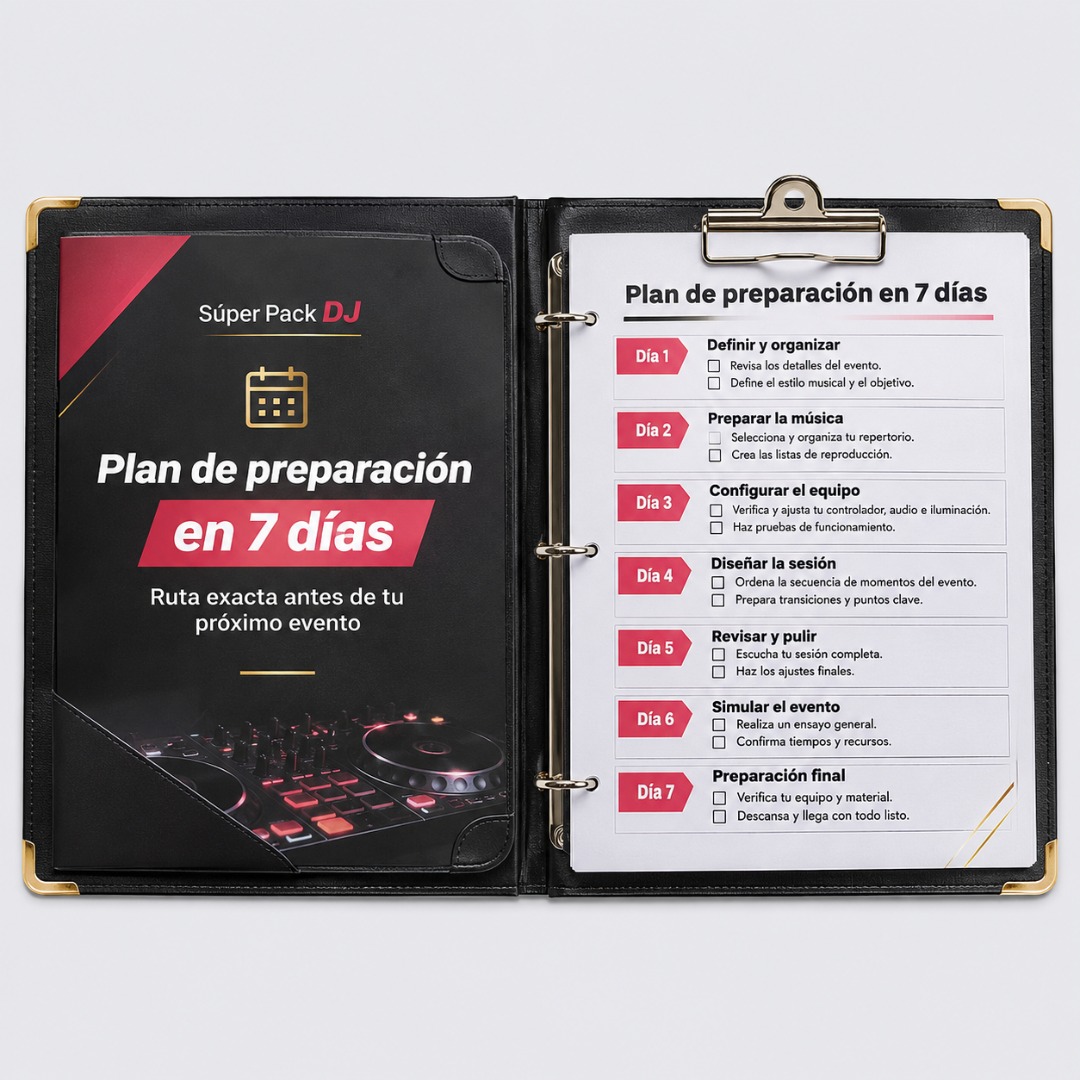 Súper Pack DJ
Plan de preparación
en 7 días
Ruta exacta antes de tu
próximo evento
Plan de preparación en 7 días
Día 1
Definir y organizar
Revisa los detalles del evento.
Define el estilo musical y el objetivo.
Día 2
Preparar la música
Selecciona y organiza tu repertorio.
Crea las listas de reproducción.
Día 3
Configurar el equipo
Verifica y ajusta tu controlador, audio e iluminación.
Haz pruebas de funcionamiento.
Día 4
Diseñar la sesión
Ordena la secuencia de momentos del evento.
Prepara transiciones y puntos clave.
Día 5
Revisar y pulir
Escucha tu sesión completa.
Haz los ajustes finales.
Día 6
Simular el evento
Realiza un ensayo general.
Confirma tiempos y recursos.
Día 7
Preparación final
Verifica tu equipo y material.
Descansa y llega con todo listo.